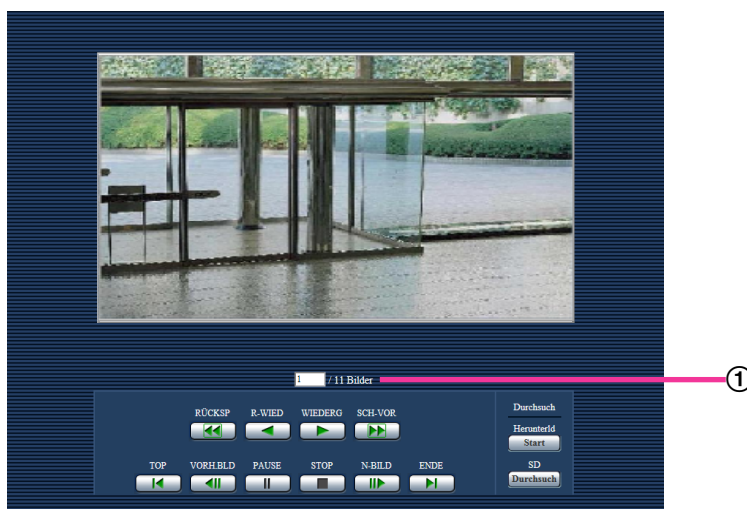 1 / 11 Bilder
①
RÜCKSP R-WIED WIEDERG SCH-VOR
Durchsuch
Herunterld
Start
TOP VORH.BLD PAUSE STOP N-BILD ENDE
SD
Durchsuch